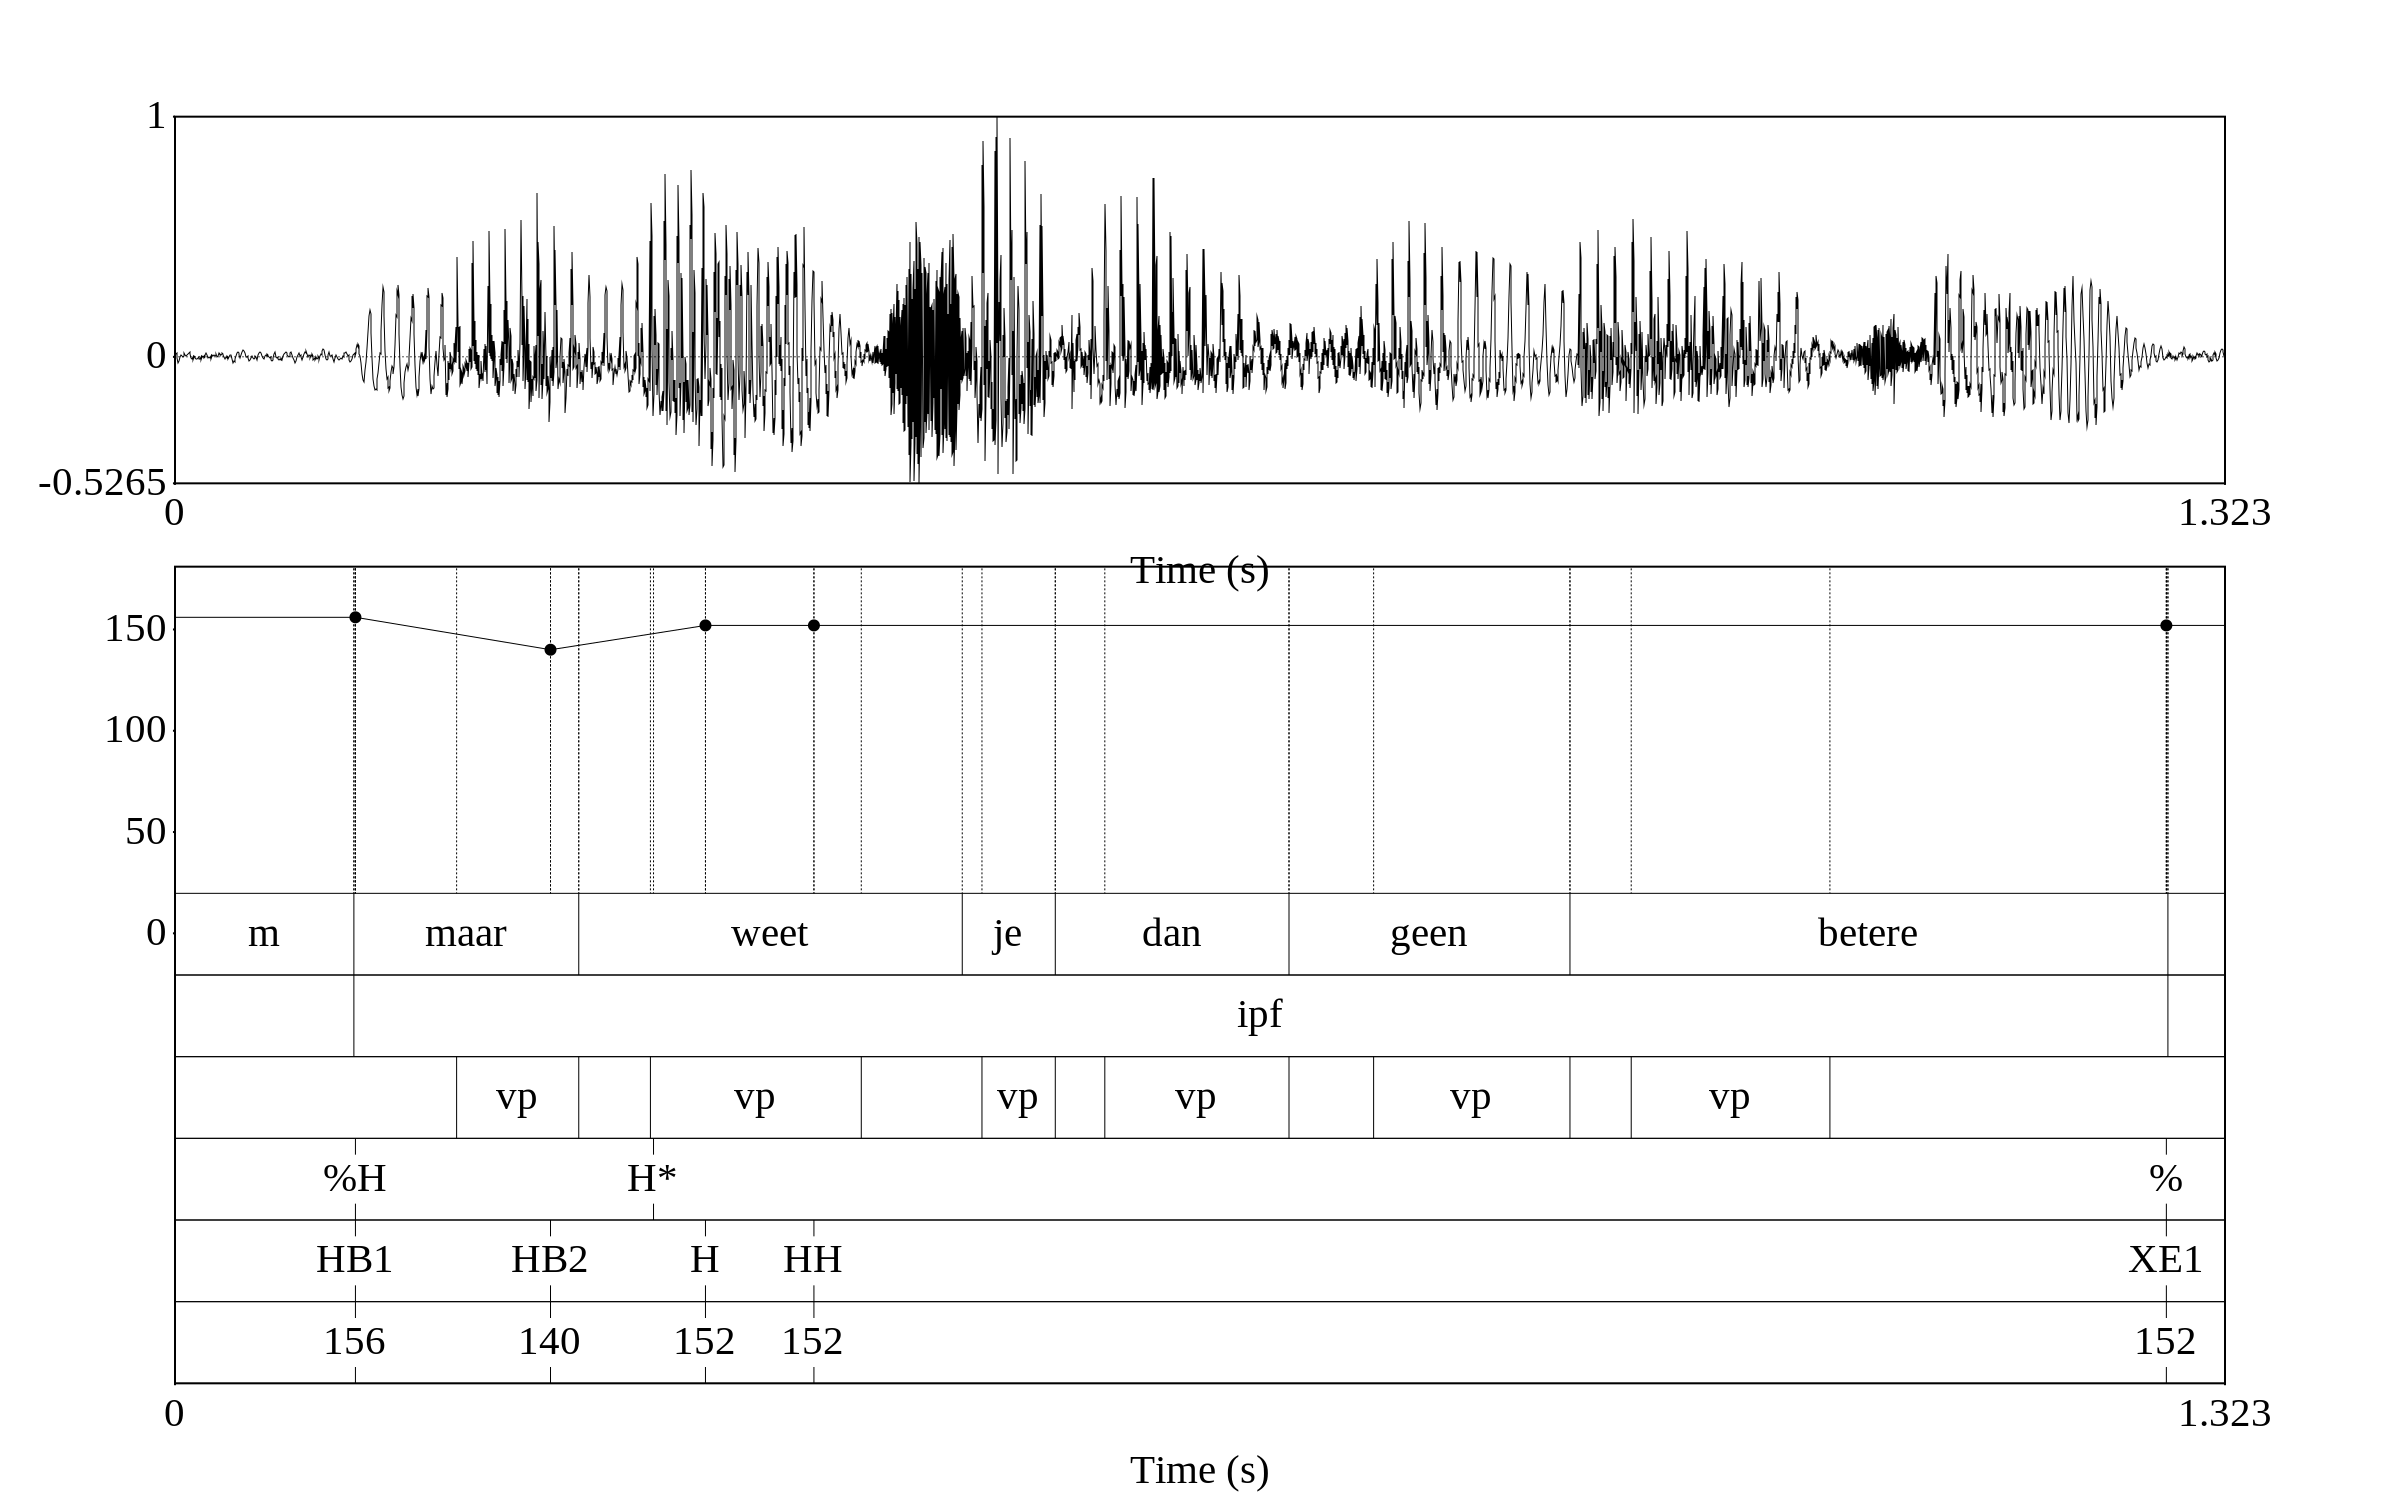 1
0
-0.5265
0 1.323
Time (s)
150
100
50
0
m maar weet je dan geen betere
ipf
vp vp vp vp vp vp
%H H* %
HB1 HB2 H HH XE1
156 140 152 152 152
0 1.323
Time (s)